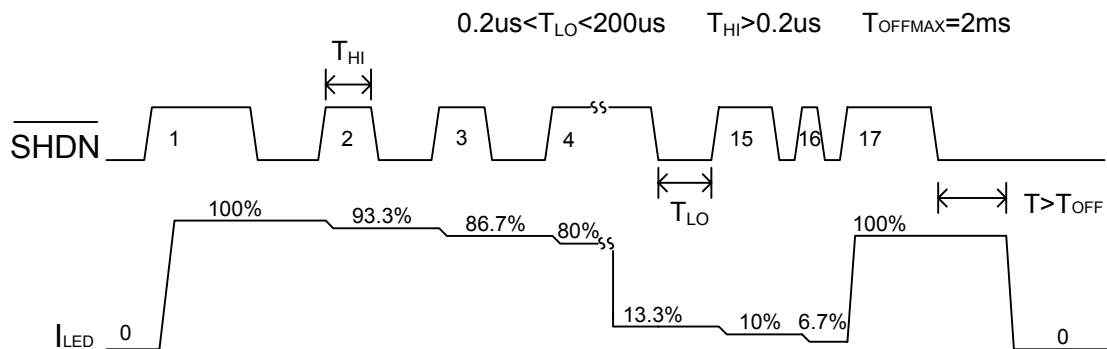 0.2us<TLO<200us THI>0.2us TOFFMAX=2ms
THI
SHDN 1 2 3 4 15 16 17
TLO
T>TOFF
100% 93.3% 86.7% 80% 100%
13.3% 10% 6.7%
ILED 0 0